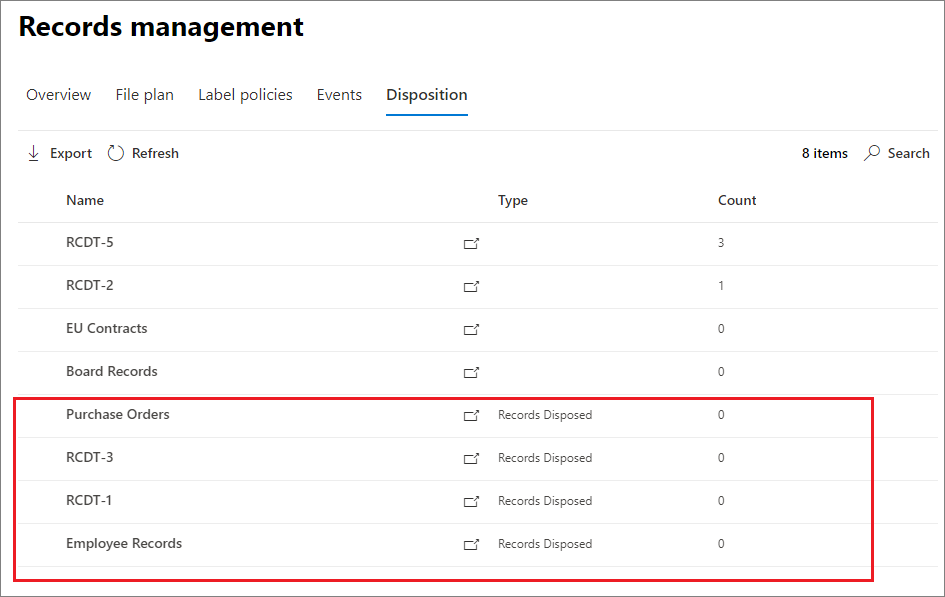 Records management
Overview File plan Label policies Events Disposition
Export Refresh 8 items Search
Name Type Count
RCDT-5 3
RCDT-2 1
EU Contracts 0
Board Records 0
Purchase Orders Records Disposed 0
RCDT-3 Records Disposed 0
RCDT-1 Records Disposed 0
Employee Records Records Disposed 0